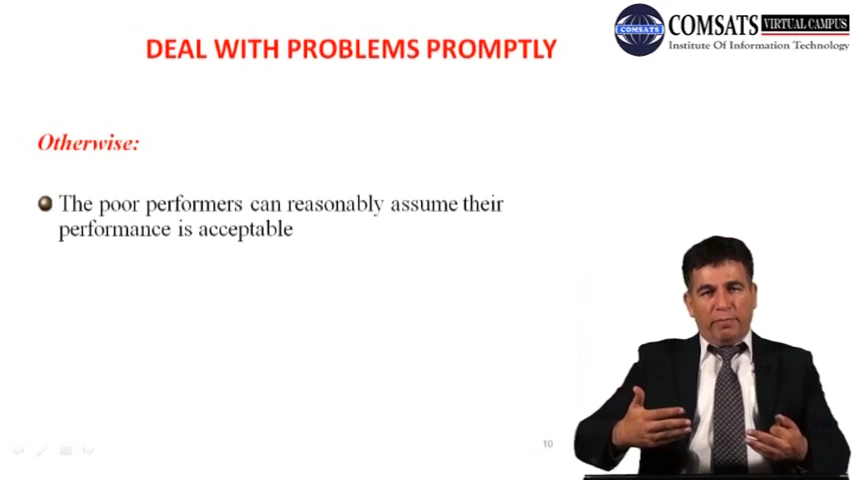 DEAL WITH PROBLEMS PROMPTLY
COMSATS
COMSATS VIRTUAL CAMPUS
Institute Of Information Technology
Otherwise:
The poor performers can reasonably assume their
performance is acceptable
10